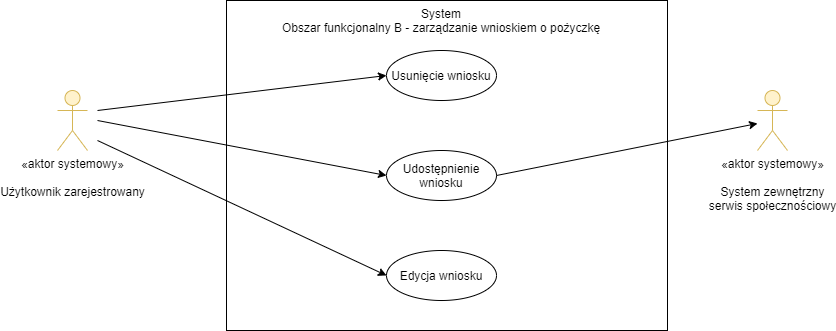 System
Obszar funkcjonalny B - zarządzanie wnioskiem o pożyczkę
Usunięcie wniosku
«aktor systemowy»
Użytkownik zarejestrowany
Udostępnienie
wniosku
«aktor systemowy»
System zewnętrzny
serwis społecznościowy
Edycja wniosku